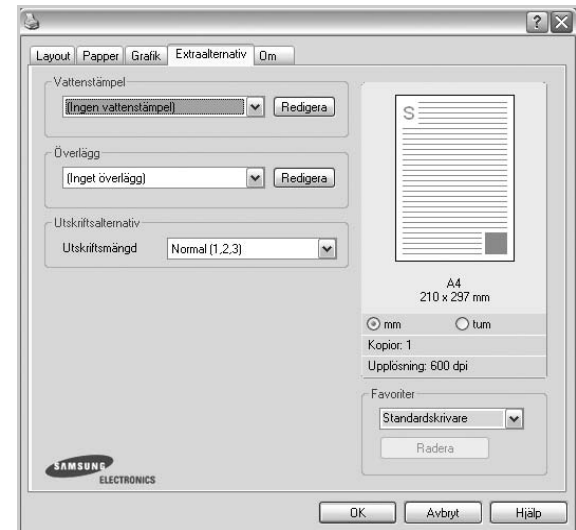 Layout Papper Grafik Extraalternativ Om
Vattenstämpel
(Ingen vattenstämpel) Redigera
Överlägg
(Inget överlägg) Redigera
Utskriftsalternativ
Utskriftsmängd Normal (1,2,3)
S
A4
210 x 297 mm
mm tum
Kopior: 1
Upplösning: 600 dpi
Favoriter
Standardskrivare
Radera
SAMSUNG
ELECTRONICS
OK Avbryt Hjälp